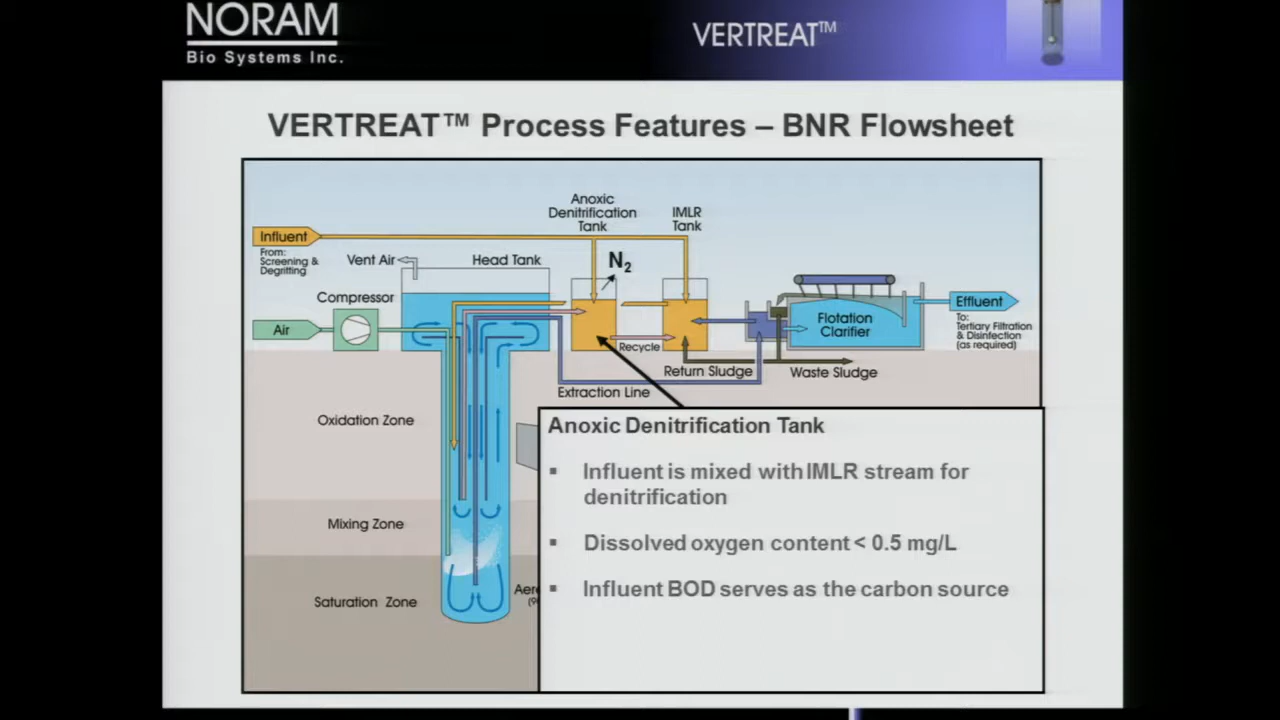 NORAM
Bio Systems Inc.
VERTREAT™
VERTREAT™ Process Features – BNR Flowsheet
Anoxic
Denitrification
Tank
IMLR
Tank
Influent
From:
Screening &
Degritting
Vent Air
Head Tank
N2
Compressor
Air
Flotation
Clarifier
Effluent
To:
Tertiary Filtration
& Disinfection
(as required)
Recycle
Return Sludge
Waste Sludge
Extraction Line
Oxidation Zone
Mixing Zone
Saturation Zone
Anoxic Denitrification Tank
▪ Influent is mixed with IMLR stream for
denitrification
▪ Dissolved oxygen content < 0.5 mg/L
▪ Influent BOD serves as the carbon source